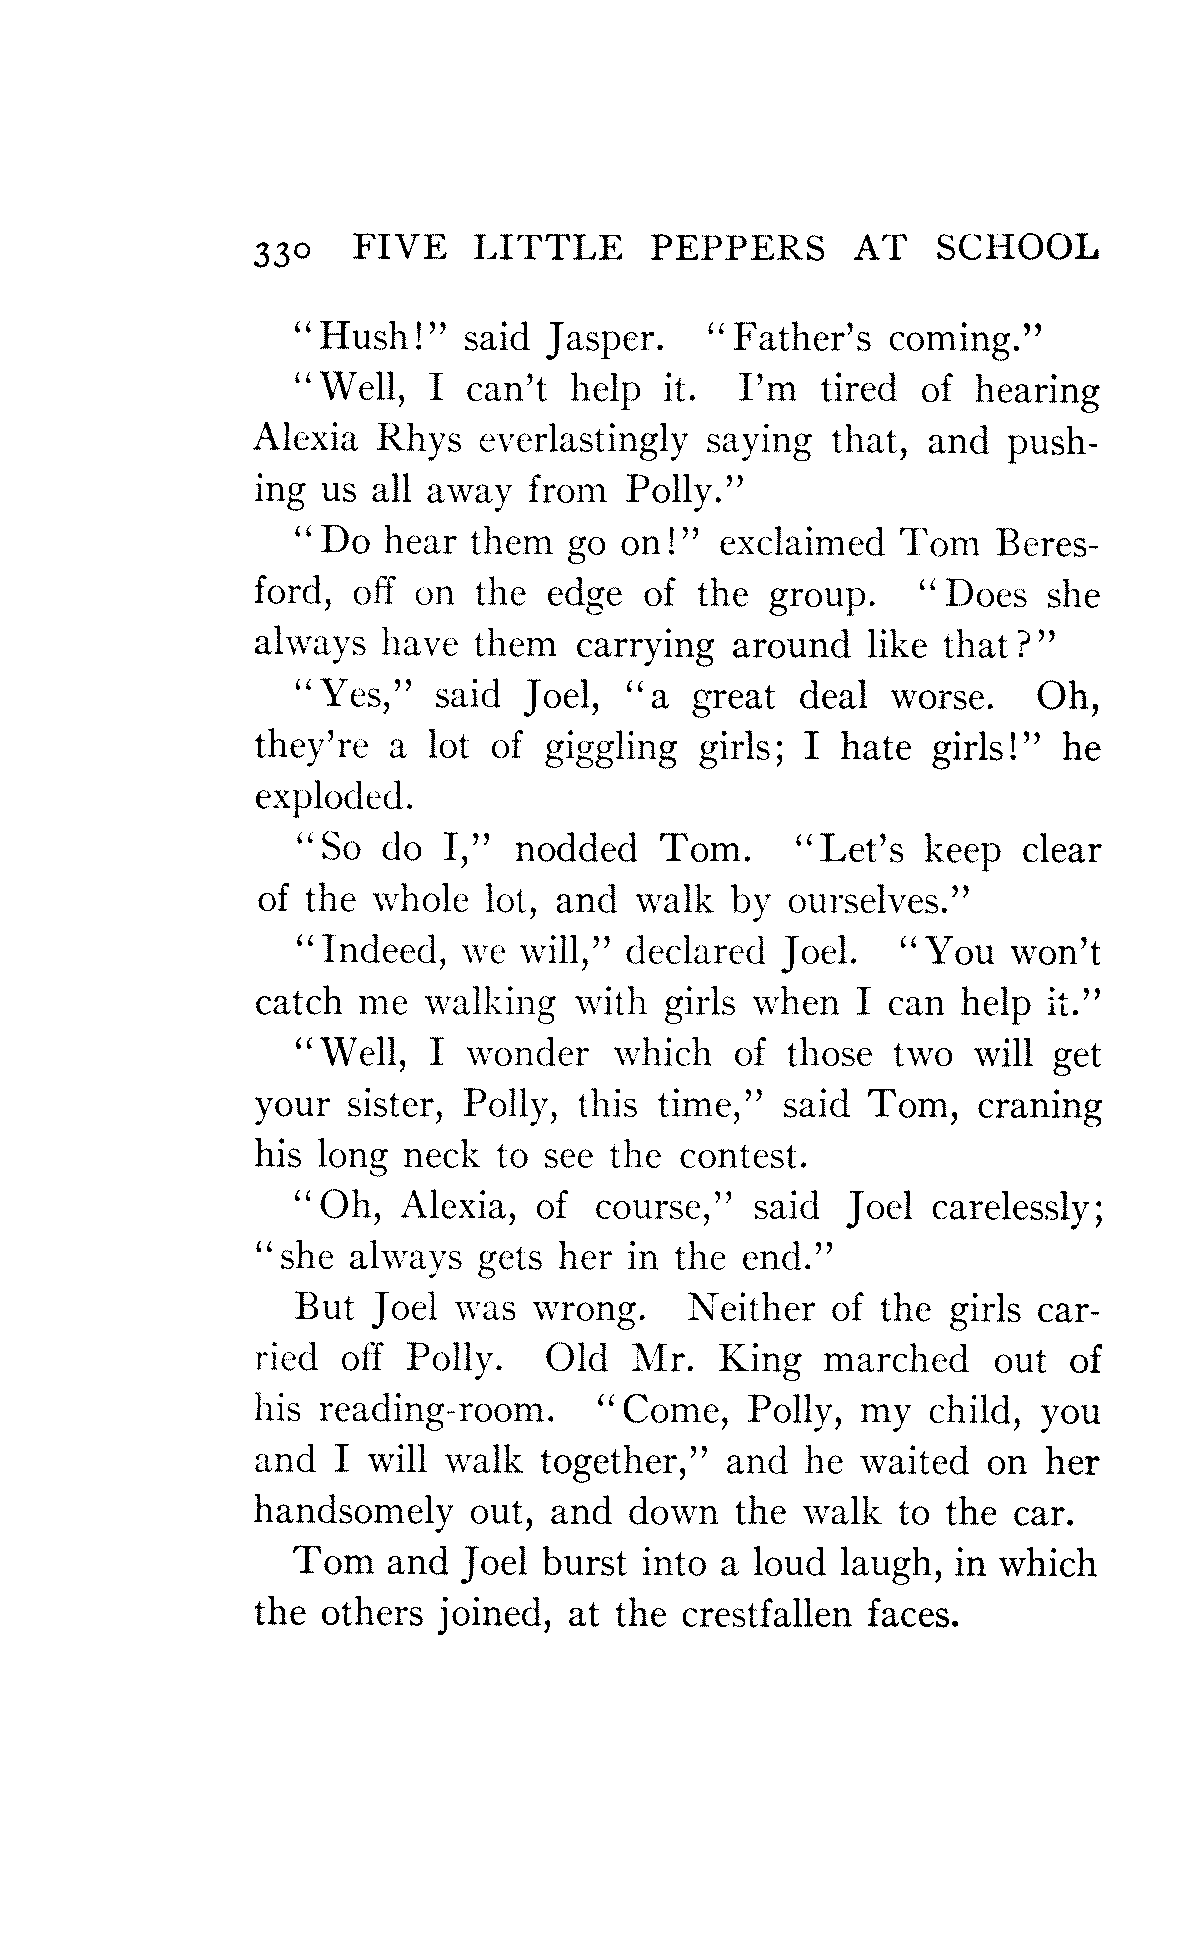 330 FIVE LITTLE PEPPERS AT SCHOOL
"Hush!" said Jasper. "Father's coming."
"Well, I can't help it. I'm tired of hearing
Alexia Rhys everlastingly saying that, and push-
ing us all away from Polly."
"Do hear them go on!" exclaimed Tom Beres-
ford, off on the edge of the group. "Does she
always have them carrying around like that?"
"Yes," said Joel, "a great deal worse. Oh,
they're a lot of giggling girls; I hate girls!" he
exploded.
"So do I," nodded Tom. "Let's keep clear
of the whole lot, and walk by ourselves."
"Indeed, we will," declared Joel. "You won't
catch me walking with girls when I can help it."
"Well, I wonder which of those two will get
your sister, Polly, this time," said Tom, craning
his long neck to see the contest.
"Oh, Alexia, of course," said Joel carelessly;
"she always gets her in the end."
But Joel was wrong. Neither of the girls car-
ried off Polly. Old Mr. King marched out of
his reading-room. "Come, Polly, my child, you
and I will walk together," and he waited on her
handsomely out, and down the walk to the car.
Tom and Joel burst into a loud laugh, in which
the others joined, at the crestfallen faces.